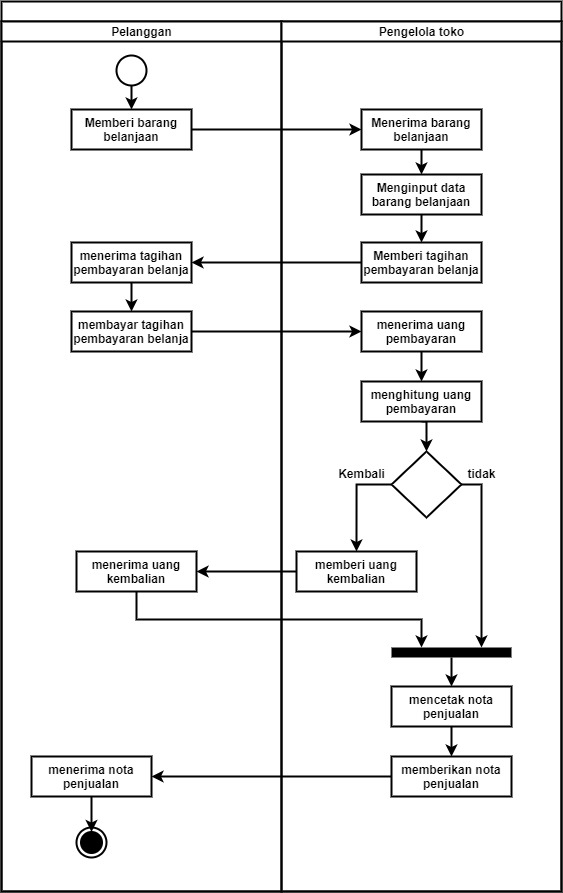 Pelanggan
Pengelola toko
Memberi barang
belanjaan
Menerima barang
belanjaan
Menginput data
barang belanjaan
menerima tagihan
pembayaran belanja
Memberi tagihan
pembayaran belanja
membayar tagihan
pembayaran belanja
menerima uang
pembayaran
menghitung uang
pembayaran
Kembali
tidak
menerima uang
kembalian
memberi uang
kembalian
mencetak nota
penjualan
menerima nota
penjualan
memberikan nota
penjualan